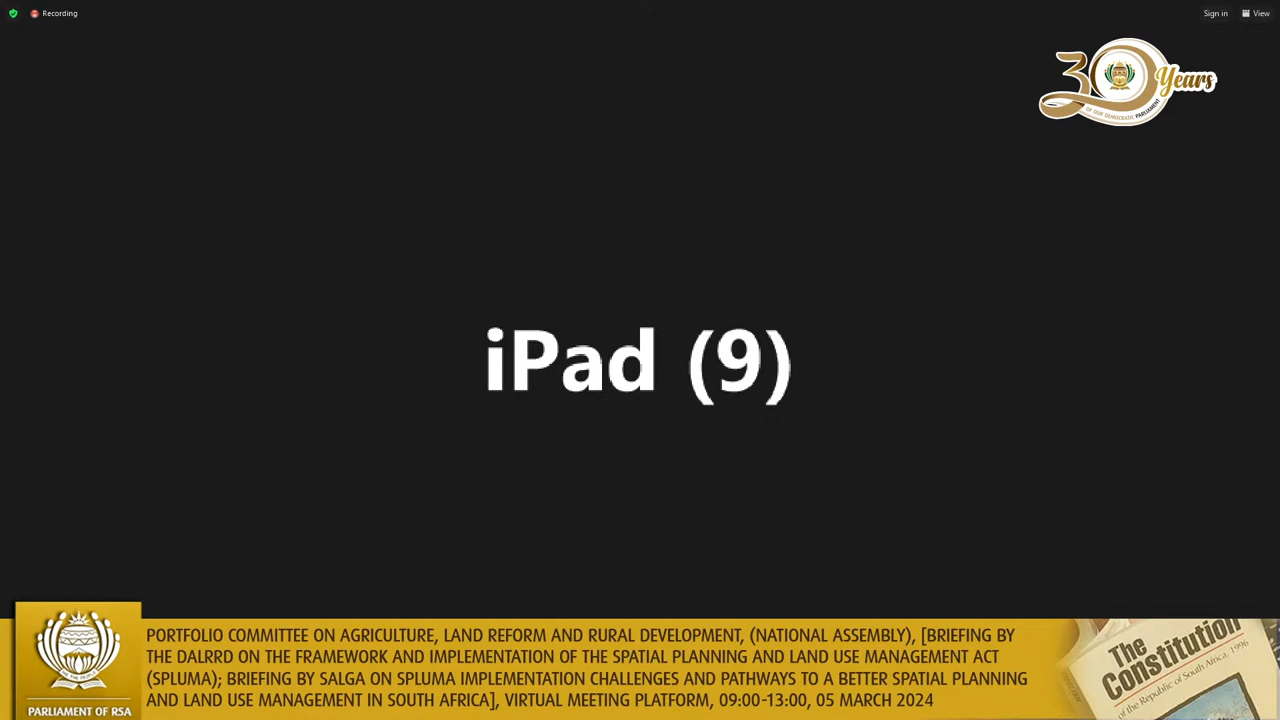 Recording
Sign in
View
30 Years
OF OUR DEMOCRATIC PARLIAMENT
iPad (9)
PORTFOLIO COMMITTEE ON AGRICULTURE, LAND REFORM AND RURAL DEVELOPMENT, (NATIONAL ASSEMBLY), [BRIEFING BY
THE DALRRD ON THE FRAMEWORK AND IMPLEMENTATION OF THE SPATIAL PLANNING AND LAND USE MANAGEMENT ACT
(SPLUMA); BRIEFING BY SALGA ON SPLUMA IMPLEMENTATION CHALLENGES AND PATHWAYS TO A BETTER SPATIAL PLANNING
AND LAND USE MANAGEMENT IN SOUTH AFRICA], VIRTUAL MEETING PLATFORM, 09:00-13:00, 05 MARCH 2024
PARLIAMENT OF RSA
The
Constitution
of the Republic of South Africa, 1996